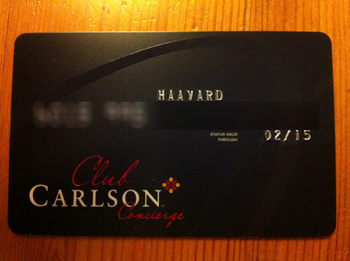 HAAVARD
STATUS VALID
THROUGH
02/15
Club
CARLSON
Concierge